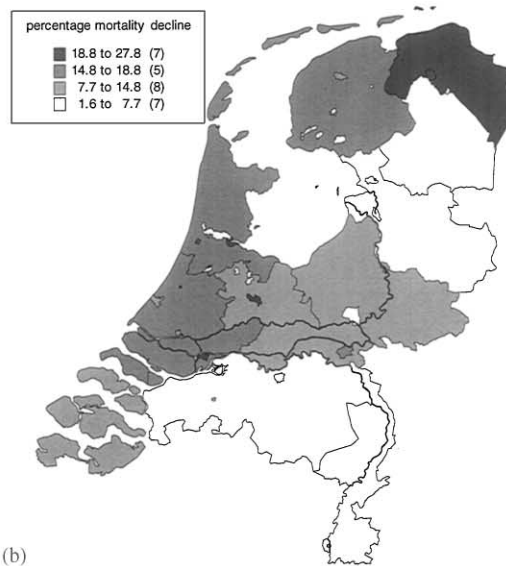 percentage mortality decline
18.8 to 27.8 (7)
14.8 to 18.8 (5)
7.7 to 14.8 (8)
1.6 to 7.7 (7)
(b)